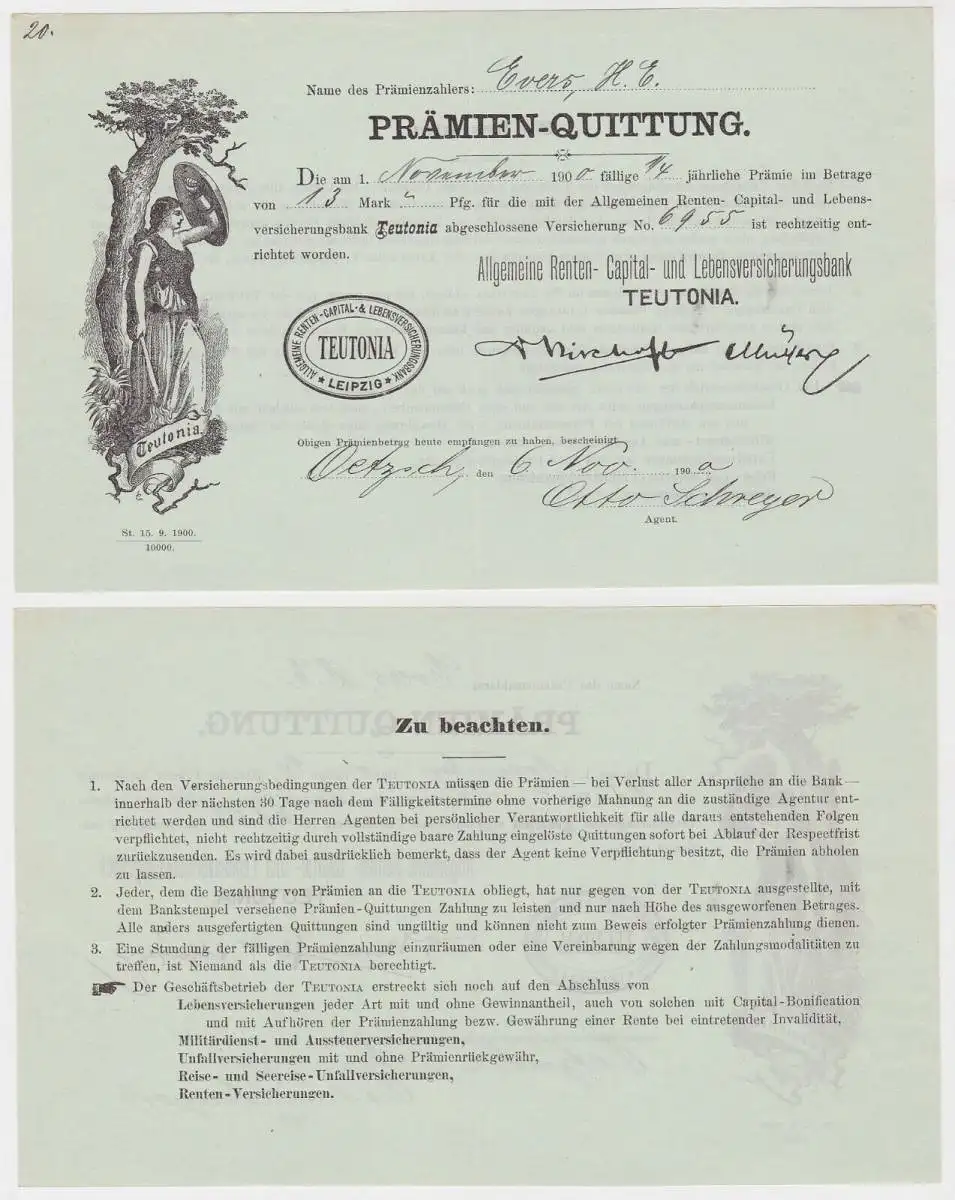 20.
Name des Prämienzahlers: Evers, H. E.
PRÄMIEN-QUITTUNG.
Die am 1. November 1900 fällige 1/4 jährliche Prämie im Betrage
von 13 Mark " Pfg. für die mit der Allgemeinen Renten- Capital- und Lebens-
versicherungsbank Teutonia abgeschlossene Versicherung No. 6955 ist rechtzeitig ent-
richtet worden.
Allgemeine Renten- Capital- und Lebensversicherungsbank
TEUTONIA.
ALLGEMEINE RENTEN-CAPITAL-& LEBENSVERSICHERUNGSBANK
TEUTONIA
★ LEIPZIG ★
Teutonia.
Obigen Prämienbetrag heute empfangen zu haben, bescheinigt
Oetzsch, den 6 Nov. 1900
Otto Schreyer
Agent.
St. 15. 9. 1900.
10000.
Zu beachten.
1. Nach den Versicherungsbedingungen der TEUTONIA müssen die Prämien — bei Verlust aller Ansprüche an die Bank —
innerhalb der nächsten 30 Tage nach dem Fälligkeitstermine ohne vorherige Mahnung an die zuständige Agentur ent-
richtet werden und sind die Herren Agenten bei persönlicher Verantwortlichkeit für alle daraus entstehenden Folgen
verpflichtet, nicht rechtzeitig durch vollständige baare Zahlung eingelöste Quittungen sofort bei Ablauf der Respectfrist
zurückzusenden. Es wird dabei ausdrücklich bemerkt, dass der Agent keine Verpflichtung besitzt, die Prämien abholen
zu lassen.
2. Jeder, dem die Bezahlung von Prämien an die TEUTONIA obliegt, hat nur gegen von der TEUTONIA ausgestellte, mit
dem Bankstempel versehene Prämien-Quittungen Zahlung zu leisten und nur nach Höhe des ausgeworfenen Betrages.
Alle anders ausgefertigten Quittungen sind ungültig und können nicht zum Beweis erfolgter Prämienzahlung dienen.
3. Eine Stundung der fälligen Prämienzahlung einzuräumen oder eine Vereinbarung wegen der Zahlungsmodalitäten zu
treffen, ist Niemand als die TEUTONIA berechtigt.
Der Geschäftsbetrieb der TEUTONIA erstreckt sich noch auf den Abschluss von
Lebensversicherungen jeder Art mit und ohne Gewinnantheil, auch von solchen mit Capital-Bonification
und mit Aufhören der Prämienzahlung bezw. Gewährung einer Rente bei eintretender Invalidität,
Militärdienst- und Aussteuerversicherungen,
Unfallversicherungen mit und ohne Prämienrückgewähr,
Reise- und Seereise-Unfallversicherungen,
Renten-Versicherungen.